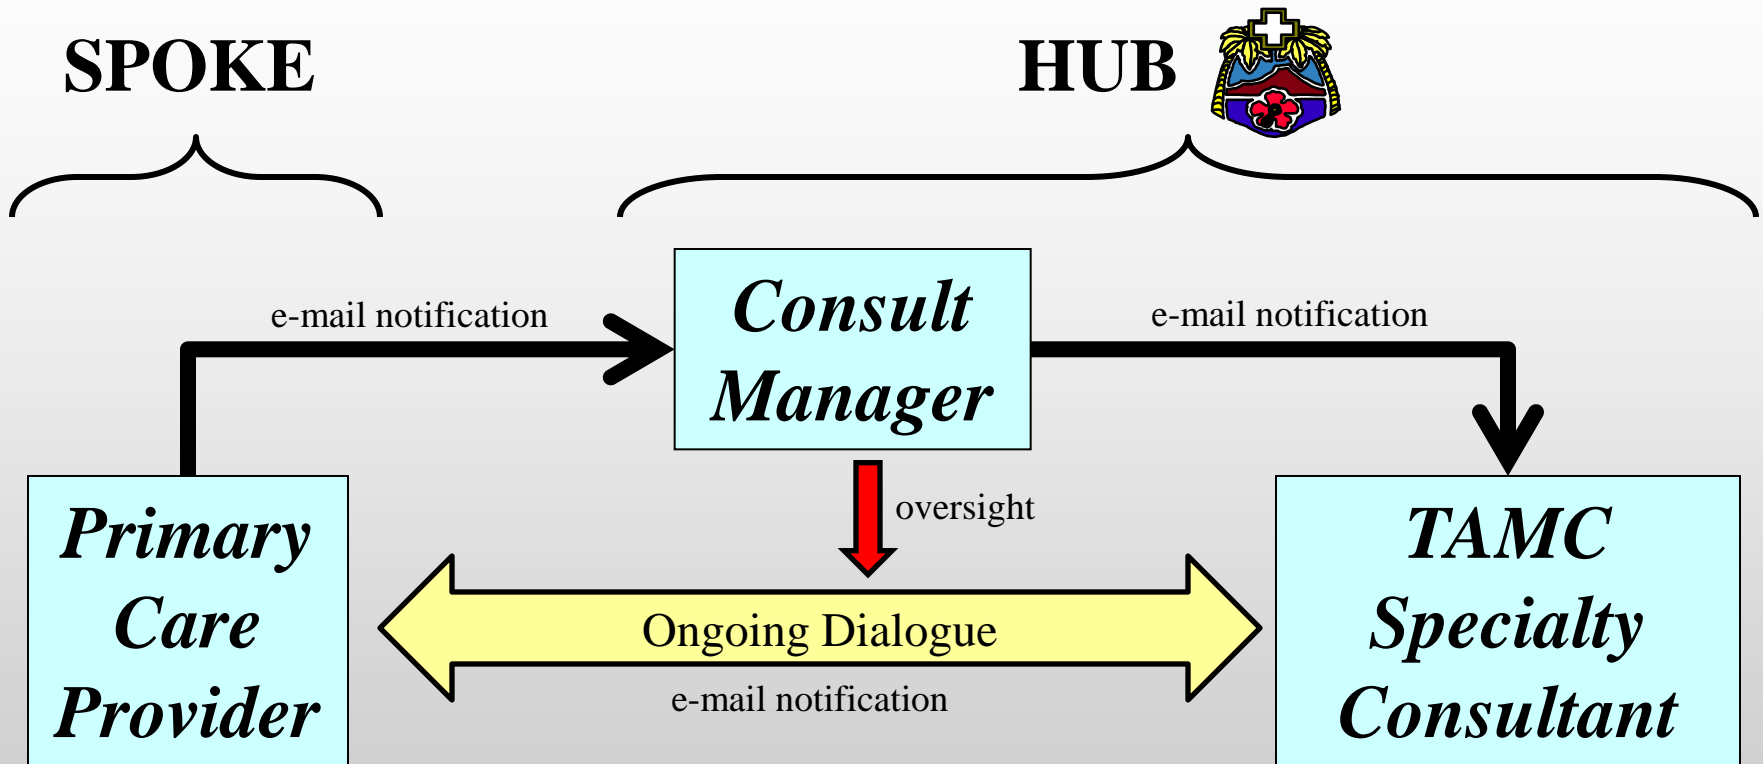 SPOKE
HUB
e-mail notification
Consult
Manager
e-mail notification
oversight
Primary
Care
Provider
Ongoing Dialogue
e-mail notification
TAMC
Specialty
Consultant